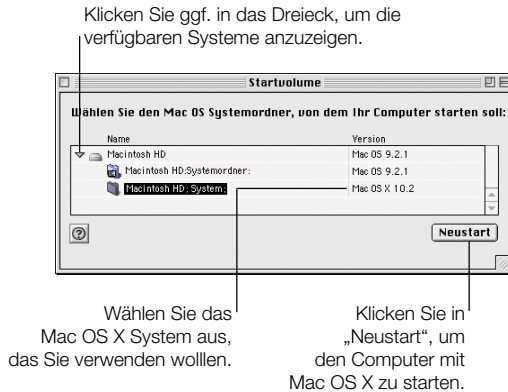 Klicken Sie ggf. in das Dreieck, um die
verfügbaren Systeme anzuzeigen.
Startvolume
Wählen Sie den Mac OS Systemordner, von dem Ihr Computer starten soll:
Name Version
Macintosh HD Mac OS 9.2.1
Macintosh HD:Systemordner: Mac OS 9.2.1
Macintosh HD:System: Mac OS X 10.2
?
Neustart
Wählen Sie das
Mac OS X System aus,
das Sie verwenden wolllen.
Klicken Sie in
„Neustart“, um
den Computer mit
Mac OS X zu starten.